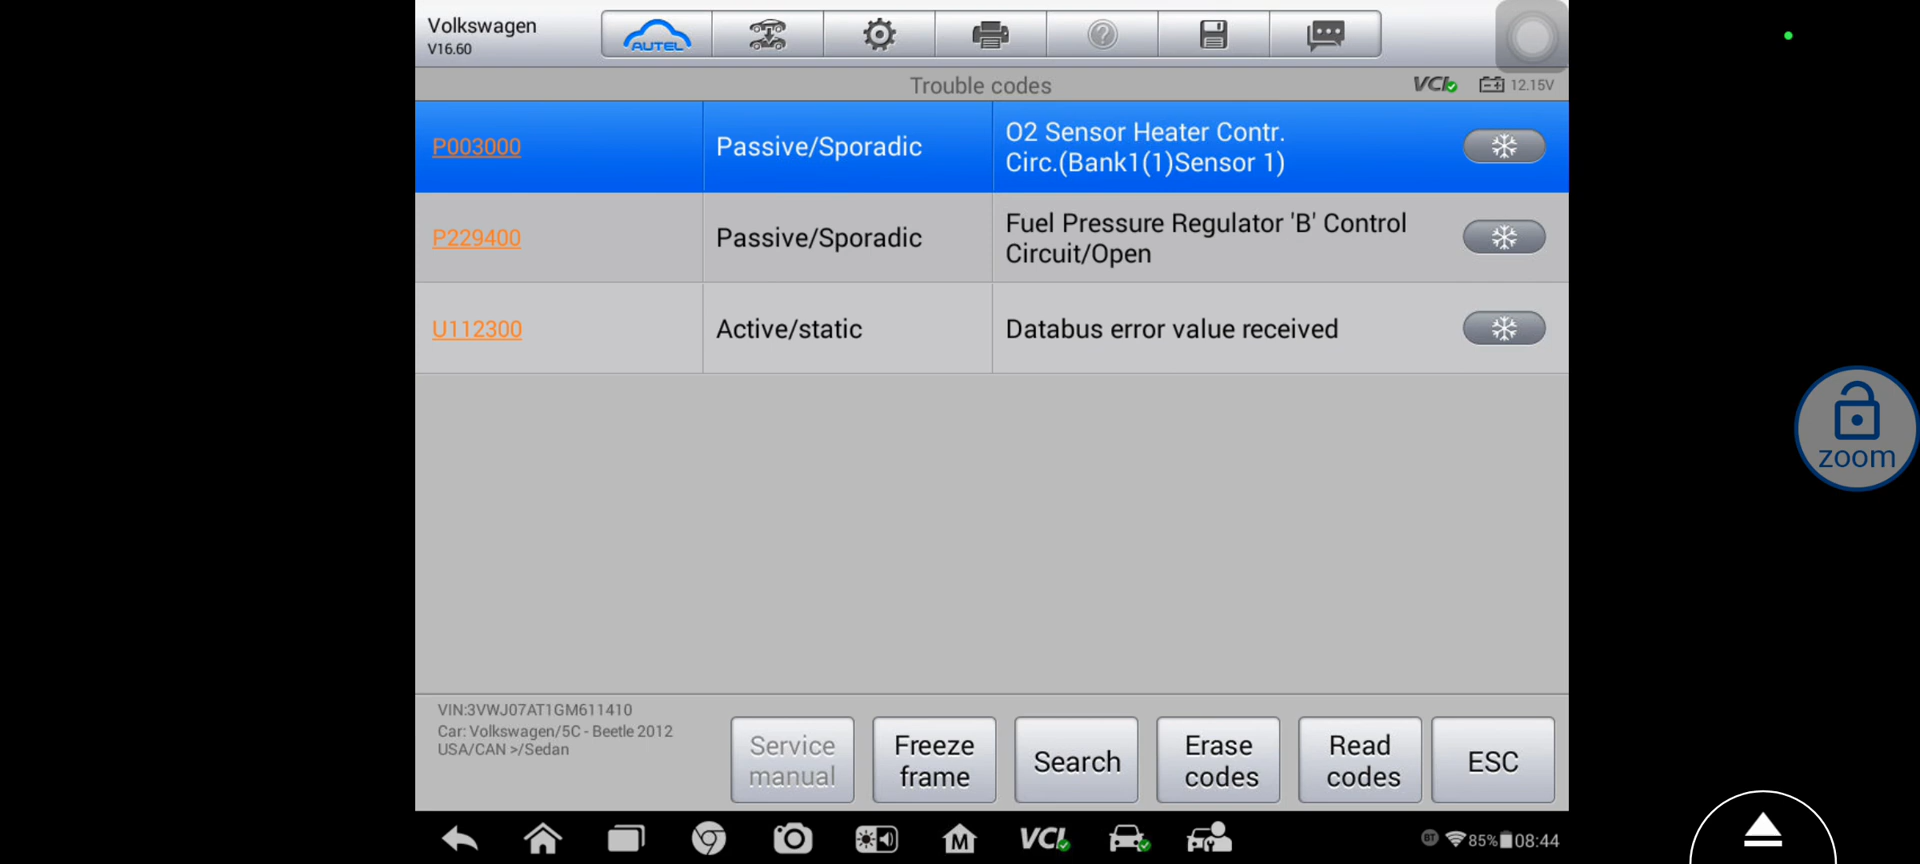 Volkswagen
V16.60
AUTEL
Trouble codes
VCI
12.15V
P003000
Passive/Sporadic
O2 Sensor Heater Contr.
Circ.(Bank1(1)Sensor 1)
P229400
Passive/Sporadic
Fuel Pressure Regulator 'B' Control
Circuit/Open
U112300
Active/static
Databus error value received
zoom
VIN:3VWJ07AT1GM611410
Car: Volkswagen/5C - Beetle 2012
USA/CAN >/Sedan
Service
manual
Freeze
frame
Search
Erase
codes
Read
codes
ESC
M
VCI
BT
85%
08:44